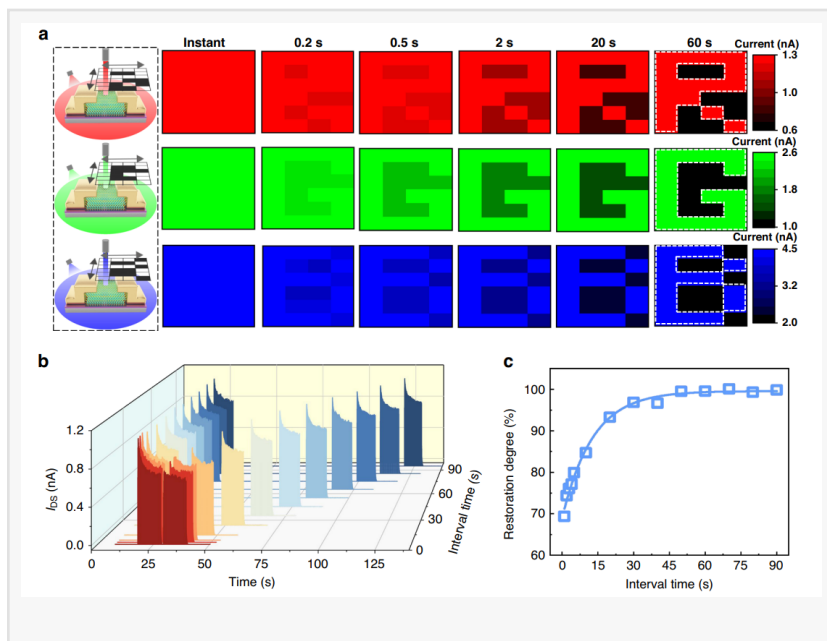 a
Instant 0.2 s 0.5 s 2 s 20 s 60 s Current (nA)
1.3
1.0
0.6
2.6
1.8
1.0
Current (nA)
Current (nA)
4.5
3.2
2.0
b
1.2
0.8
0.4
0.0
IDS (nA)
0 25 50 75 100 125
Time (s)
0 30 60 90
Interval time (s)
c
100
90
80
70
60
Restoration degree (%)
0 15 30 45 60 75 90
Interval time (s)